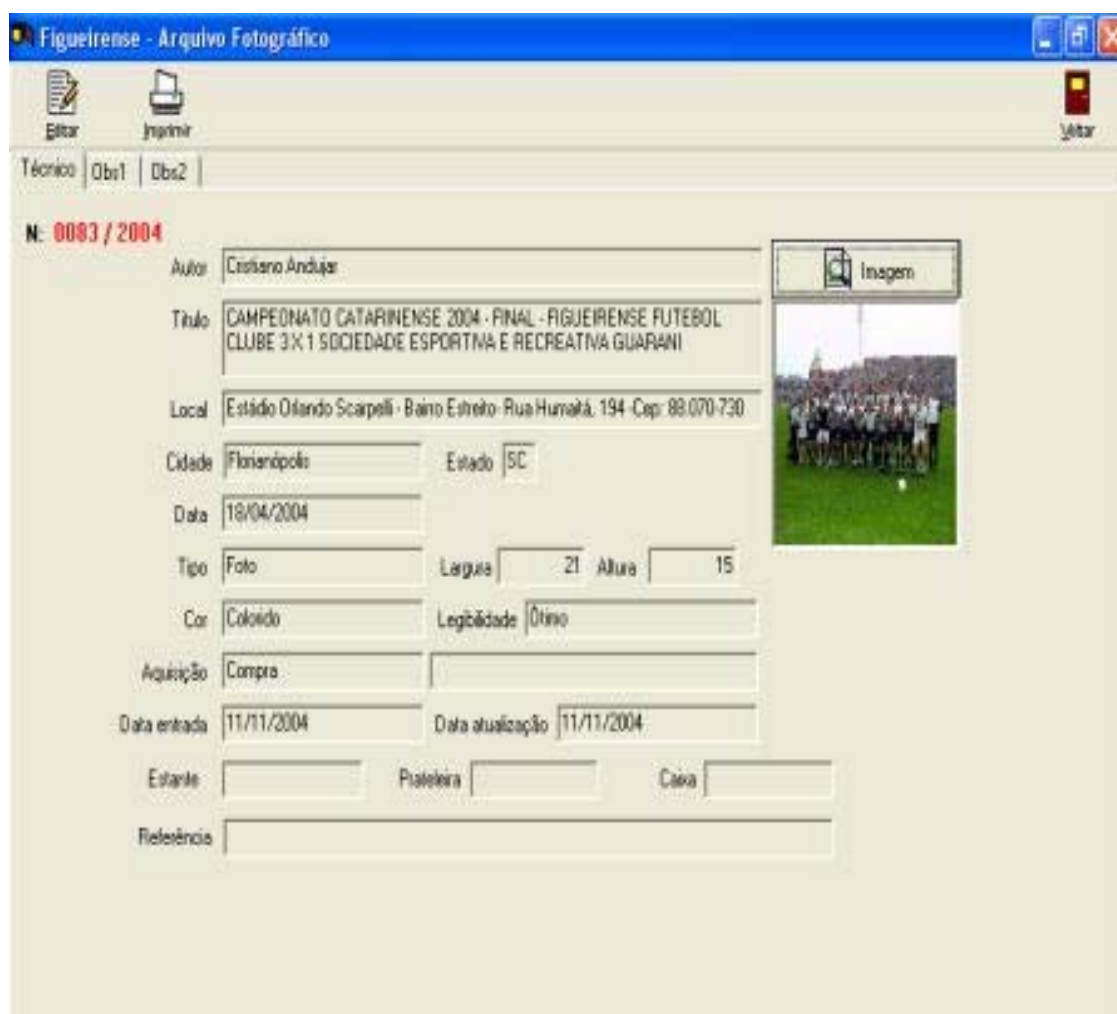 Figueirense - Arquivo Fotográfico
Editar Imprimir Voltar
Técnico Obs1 Obs2
N: 0083 / 2004
Autor Cristiano Andujar
Imagem
Título CAMPEONATO CATARINENSE 2004 - FINAL - FIGUEIRENSE FUTEBOL
CLUBE 3 X 1 SOCIEDADE ESPORTIVA E RECREATIVA GUARANI
Local Estádio Orlando Scarpelli - Bairro Estreito- Rua Humaitá, 194 -Cep: 88.070-730
Cidade Florianópolis Estado SC
Data 18/04/2004
Tipo Foto Largura 21 Altura 15
Cor Colorido Legibilidade Ótimo
Aquisição Compra
Data entrada 11/11/2004 Data atualização 11/11/2004
Estante Prateleira Caixa
Referência